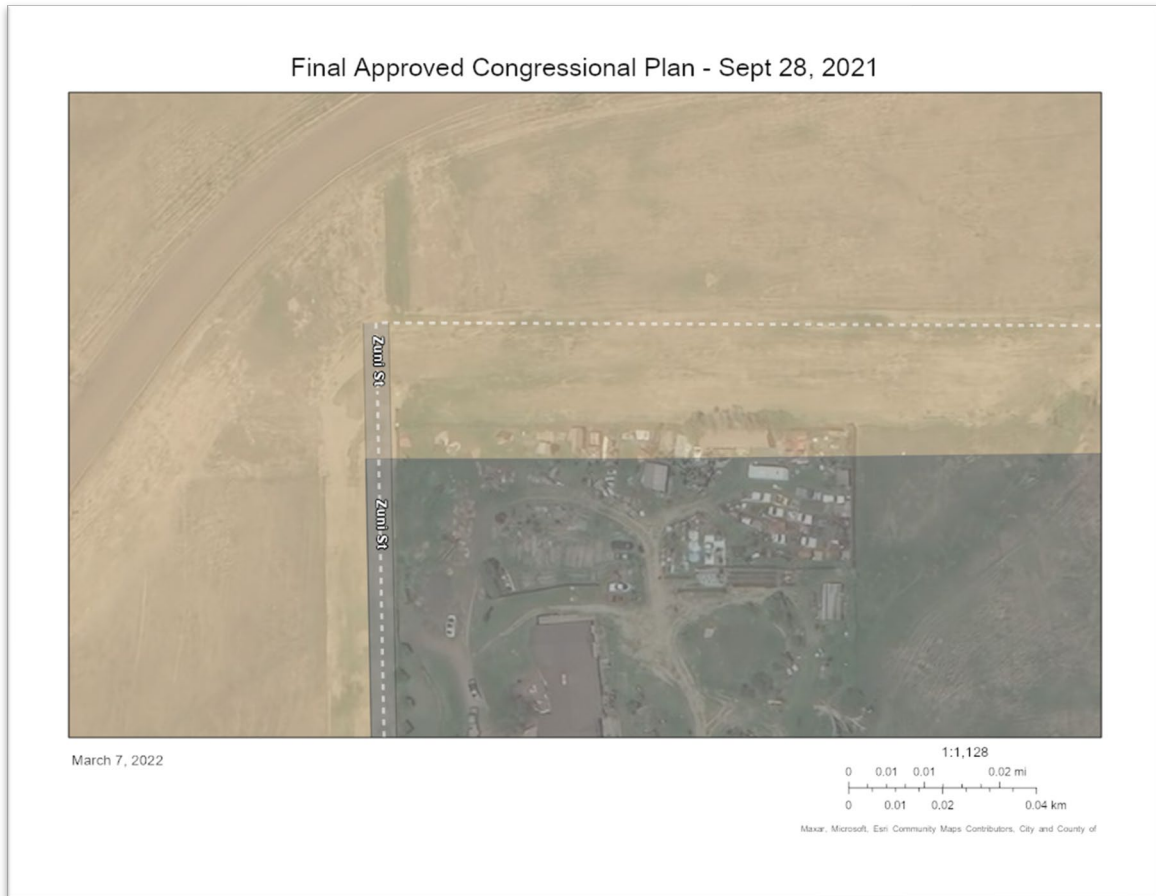 Final Approved Congressional Plan - Sept 28, 2021
Zuni St
Zuni St
March 7, 2022
1:1,128
0 0.01 0.01 0.02 mi
0 0.01 0.02 0.04 km
Maxar, Microsoft, Esri Community Maps Contributors, City and County of